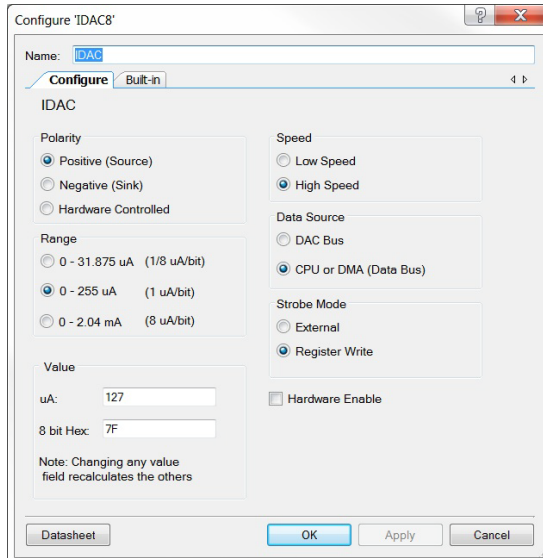 Configure 'IDAC8'
Name: IDAC
Configure Built-in
IDAC
Polarity
Positive (Source)
Negative (Sink)
Hardware Controlled
Range
0 - 31.875 uA (1/8 uA/bit)
0 - 255 uA (1 uA/bit)
0 - 2.04 mA (8 uA/bit)
Value
uA: 127
8 bit Hex: 7F
Note: Changing any value
field recalculates the others
Speed
Low Speed
High Speed
Data Source
DAC Bus
CPU or DMA (Data Bus)
Strobe Mode
External
Register Write
Hardware Enable
Datasheet OK Apply Cancel